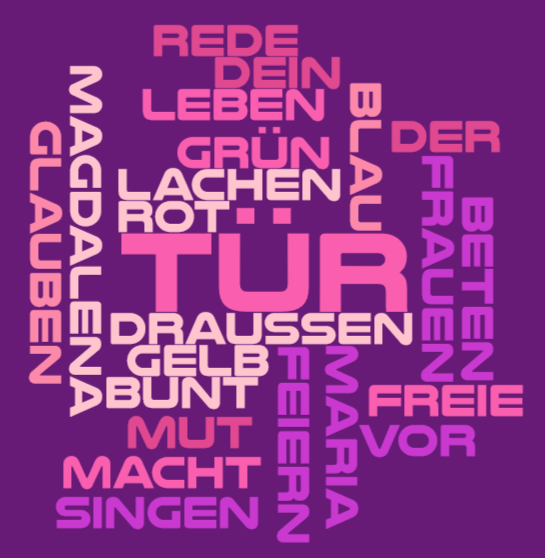 REDE
DEIN
LEBEN
MAGDALENA
BLAU
GLAUBEN
DER
GRÜN
FRAUEN
LACHEN
BETEN
ROT
TÜR
DRAUSSEN
GELB
FEIERN
MARIA
BUNT
FREIE
MUT
VOR
MACHT
SINGEN